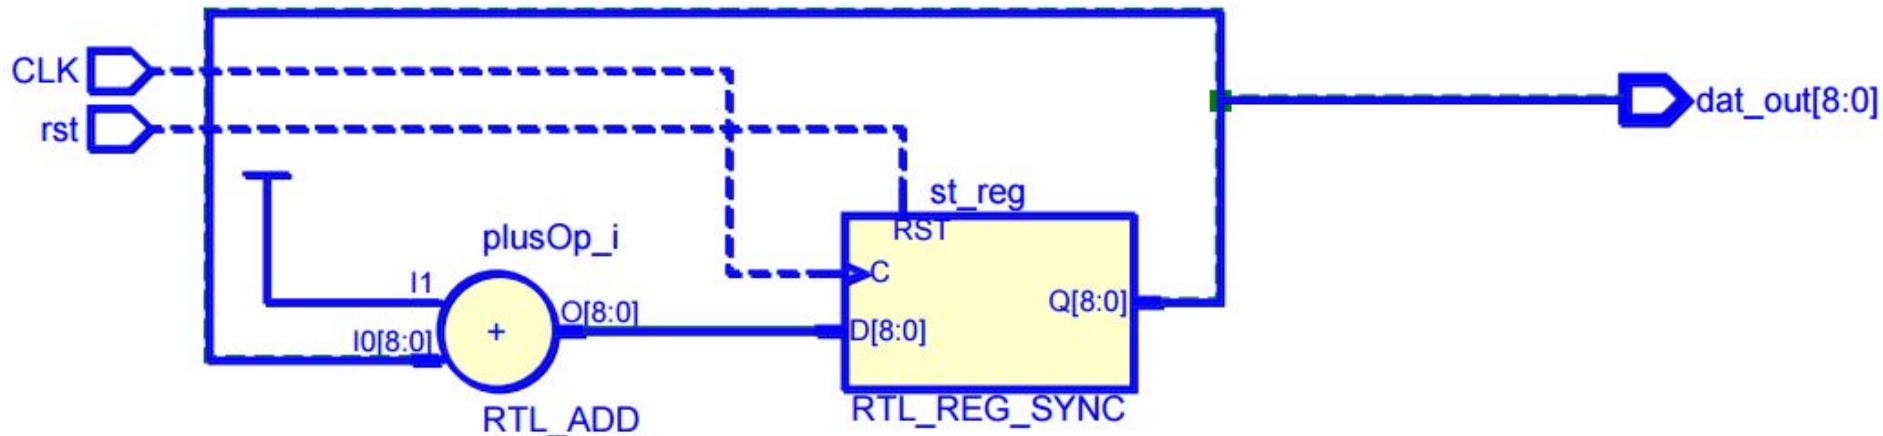 CLK
rst
dat_out[8:0]
st_reg
RST
plusOp_i
C
I1
O[8:0]
Q[8:0]
+
D[8:0]
I0[8:0]
RTL_ADD
RTL_REG_SYNC